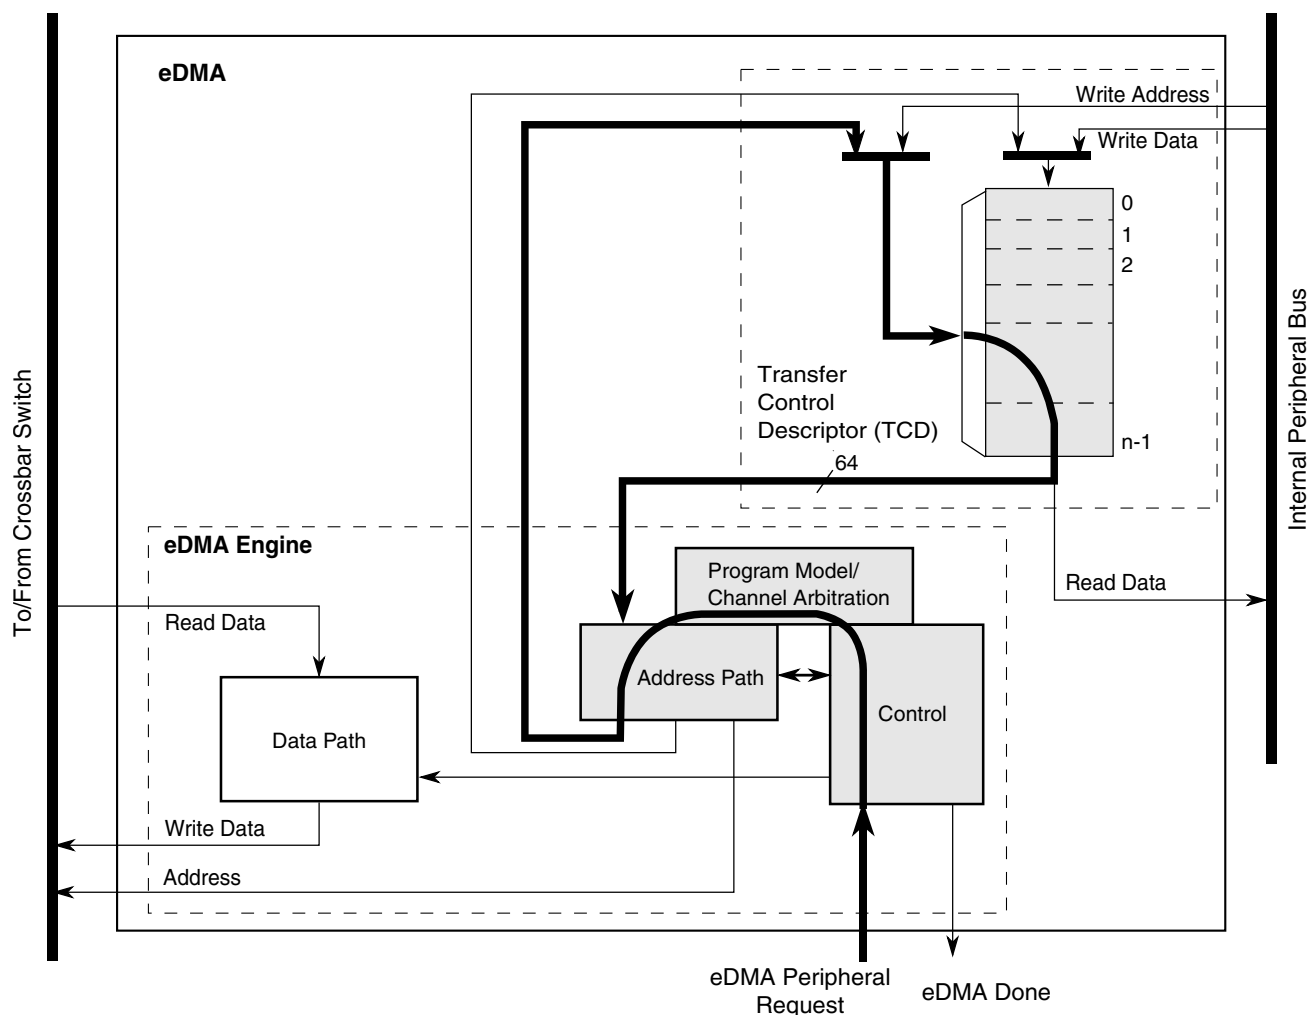 eDMA
Write Address
Write Data
0
1
2
n-1
Transfer
Control
Descriptor (TCD)
64
To/From Crossbar Switch
Internal Peripheral Bus
eDMA Engine
Program Model/
Channel Arbitration
Read Data
Read Data
Address Path
Control
Data Path
Write Data
Address
eDMA Peripheral
Request
eDMA Done